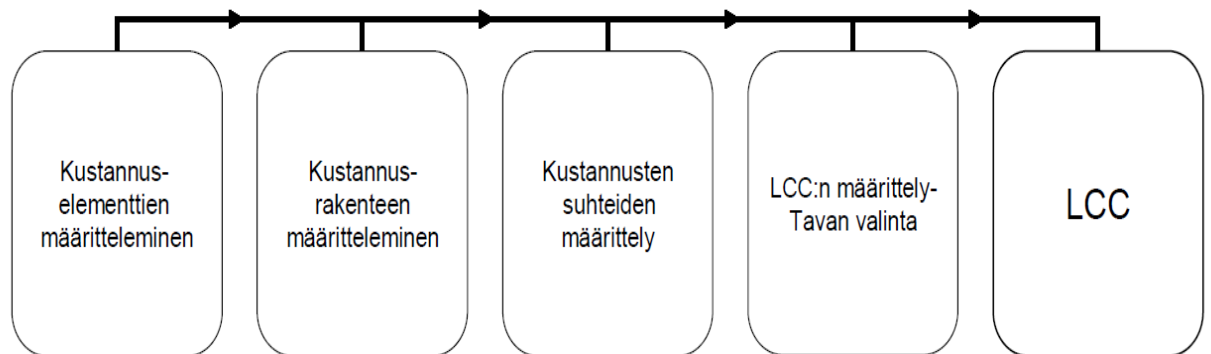 Kustannus-
elementtien
määritteleminen
Kustannus-
rakenteen
määritteleminen
Kustannusten
suhteiden
määrittely
LCC:n määrittely-
Tavan valinta
LCC